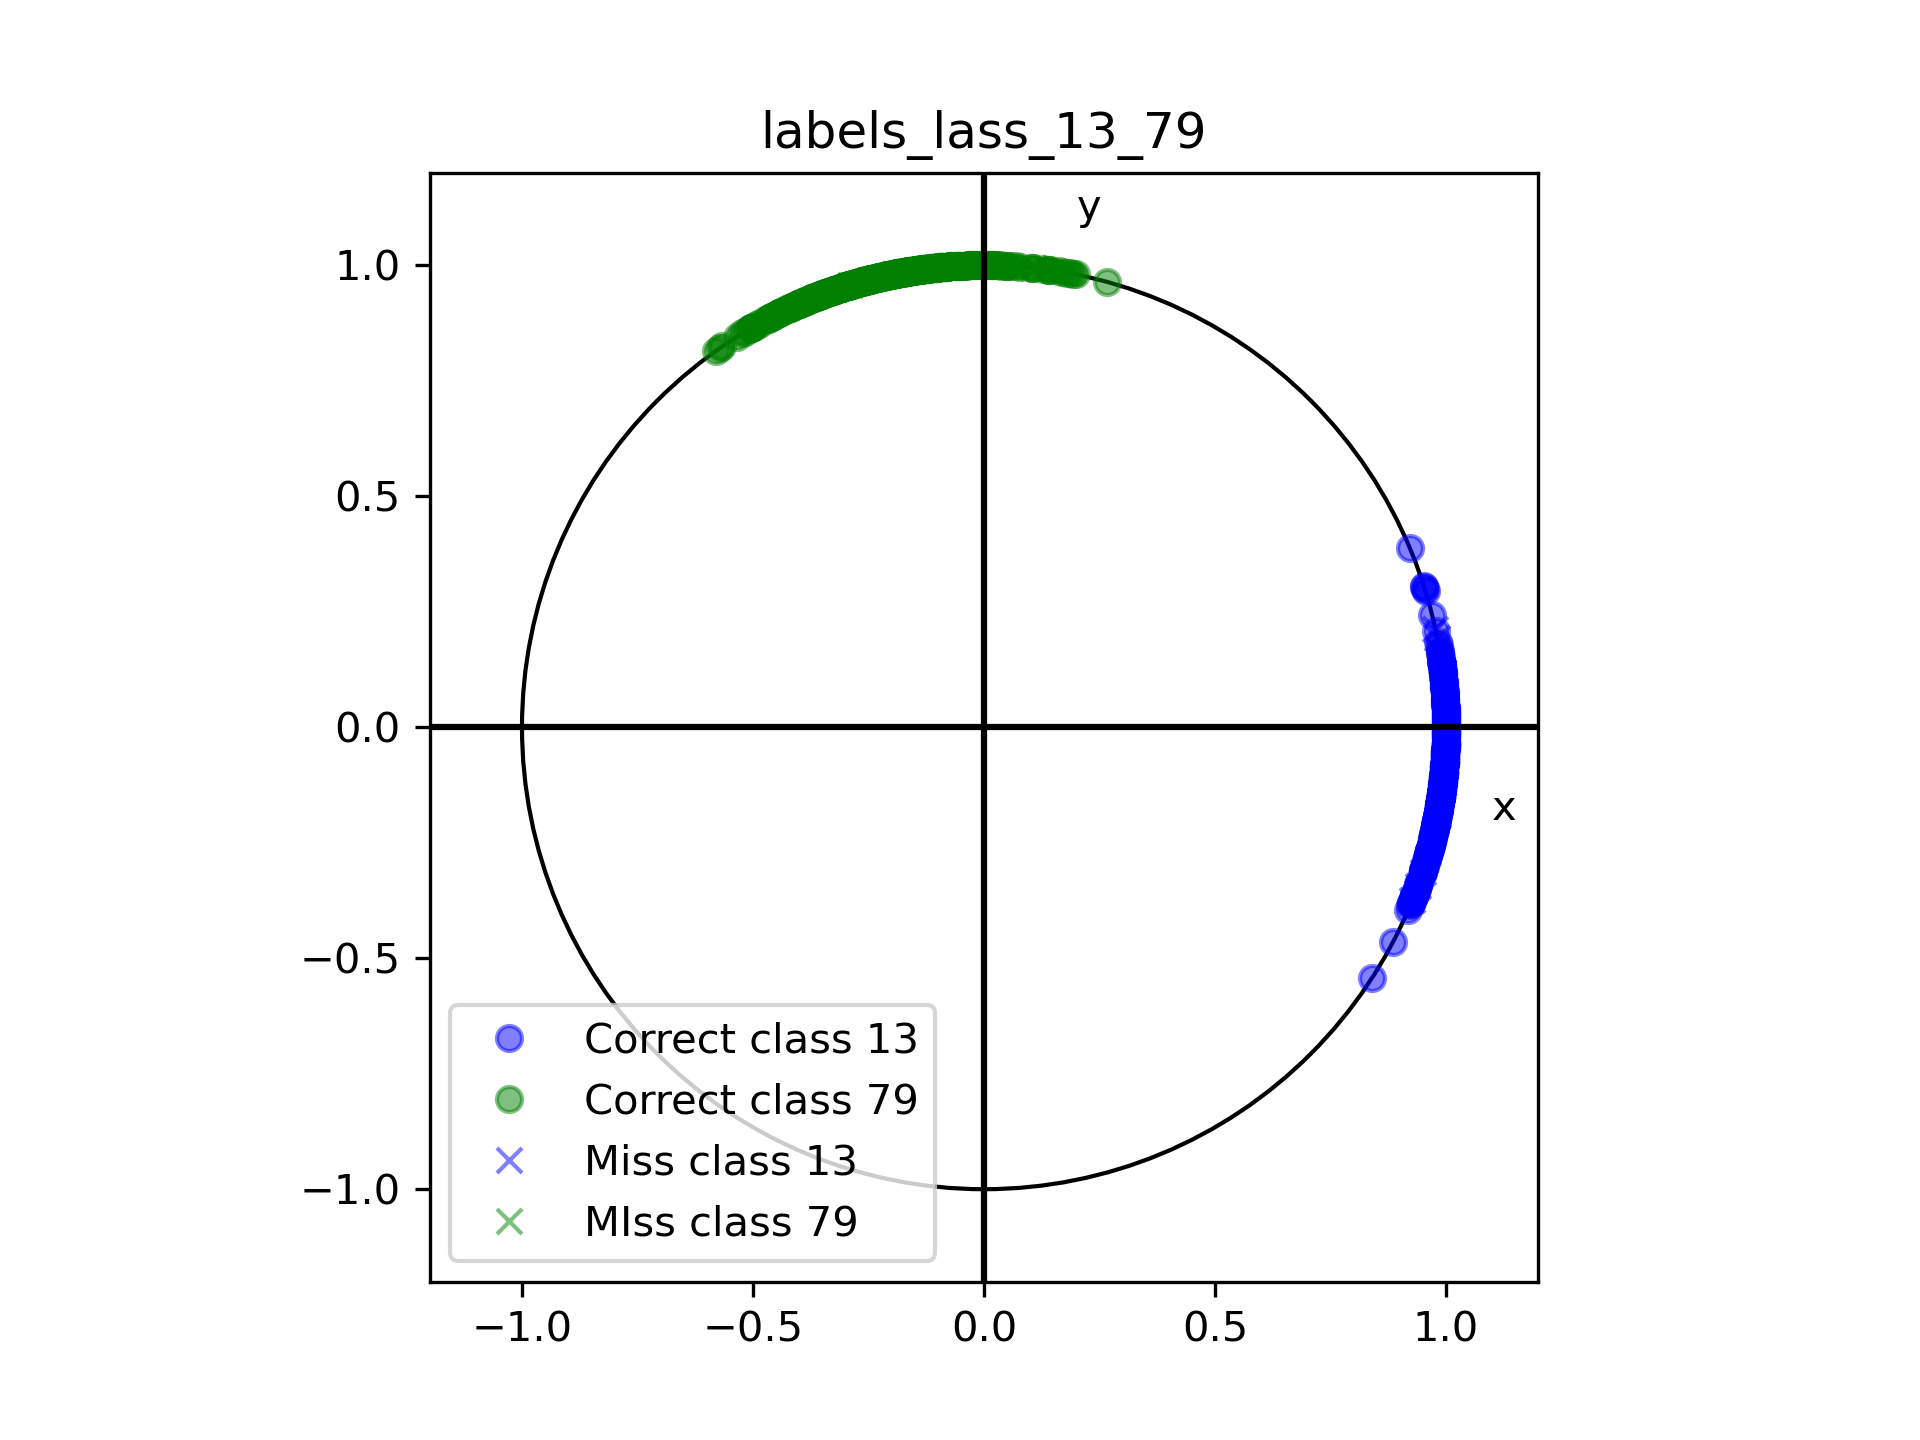 labels_lass_13_79
y
1.0
0.5
0.0
x
−0.5
−1.0
Correct class 13
Correct class 79
Miss class 13
MIss class 79
−1.0 −0.5 0.0 0.5 1.0